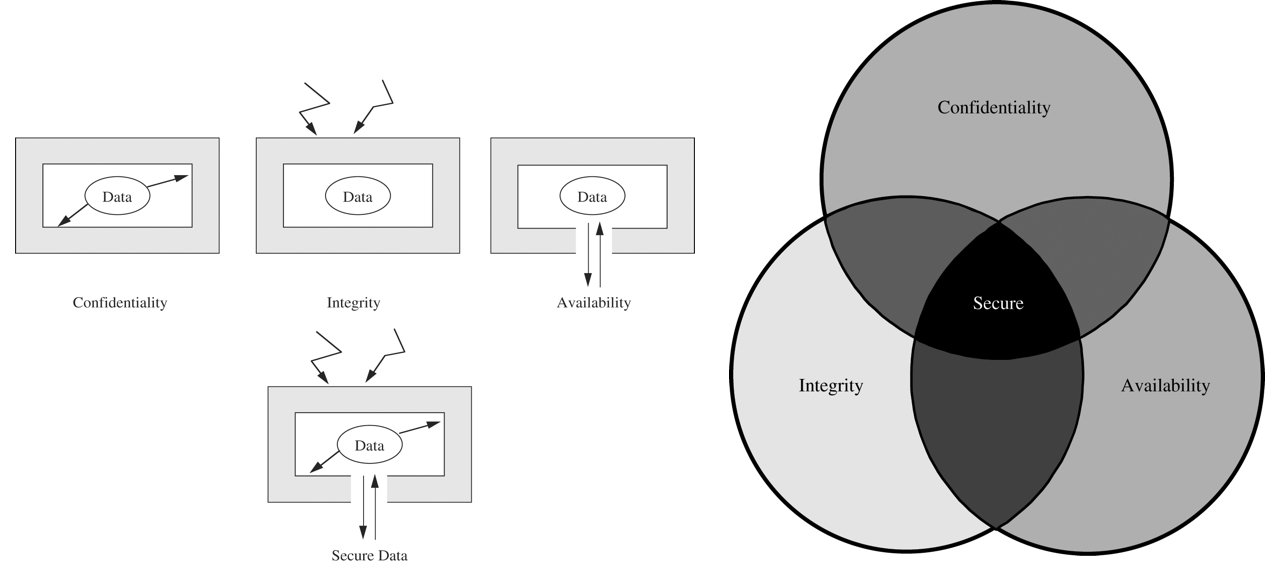 Data
Data
Data
Confidentiality
Integrity
Availability
Data
Secure Data
Confidentiality
Secure
Integrity
Availability